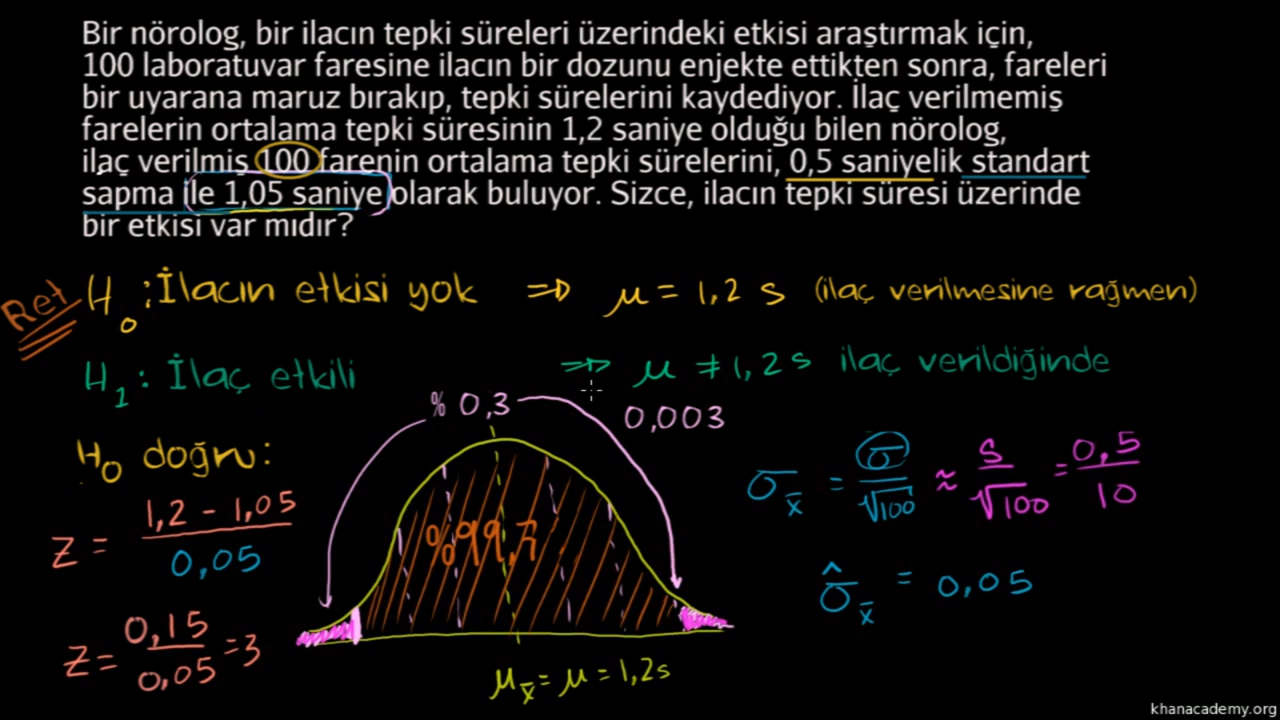 Bir nörolog, bir ilacın tepki süreleri üzerindeki etkisi araştırmak için,
100 laboratuvar faresine ilacın bir dozunu enjekte ettikten sonra, fareleri
bir uyarana maruz bırakıp, tepki sürelerini kaydediyor. İlaç verilmemiş
farelerin ortalama tepki süresinin 1,2 saniye olduğu bilen nörolog,
ilaç verilmiş 100 farenin ortalama tepki sürelerini, 0,5 saniyelik standart
sapma ile 1,05 saniye olarak buluyor. Sizce, ilacın tepki süresi üzerinde
bir etkisi var mıdır?
Ret H₀: İlacın etkisi yok ⇒ μ = 1,2 s (ilaç verilmesine rağmen)
H₁: İlaç etkili ⇒ μ ≠ 1,2 s ilaç verildiğinde
% 0,3 0,003
H₀ doğru:
z = (1,2 - 1,05) / 0,05
%99,7
σx̄ = σ/√100 ≈ s/√100 = 0,5/10
σ̂x̄ = 0,05
z = 0,15/0,05 = 3
μx̄ = μ = 1,2s
khanacademy.org